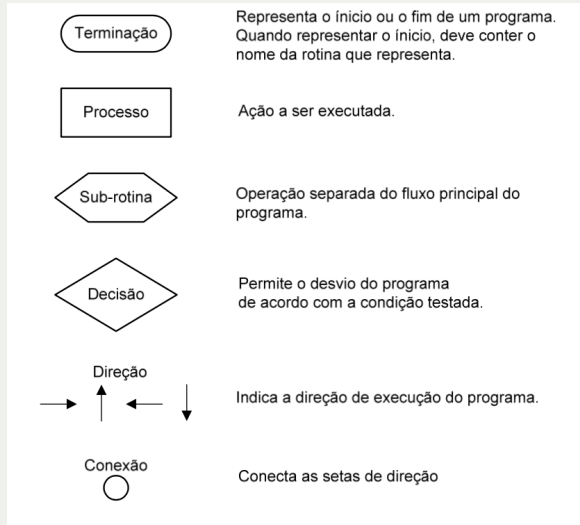 Terminação
Representa o ínicio ou o fim de um programa.
Quando representar o ínicio, deve conter o
nome da rotina que representa.
Processo
Ação a ser executada.
Sub-rotina
Operação separada do fluxo principal do
programa.
Decisão
Permite o desvio do programa
de acordo com a condição testada.
Direção
Indica a direção de execução do programa.
Conexão
Conecta as setas de direção